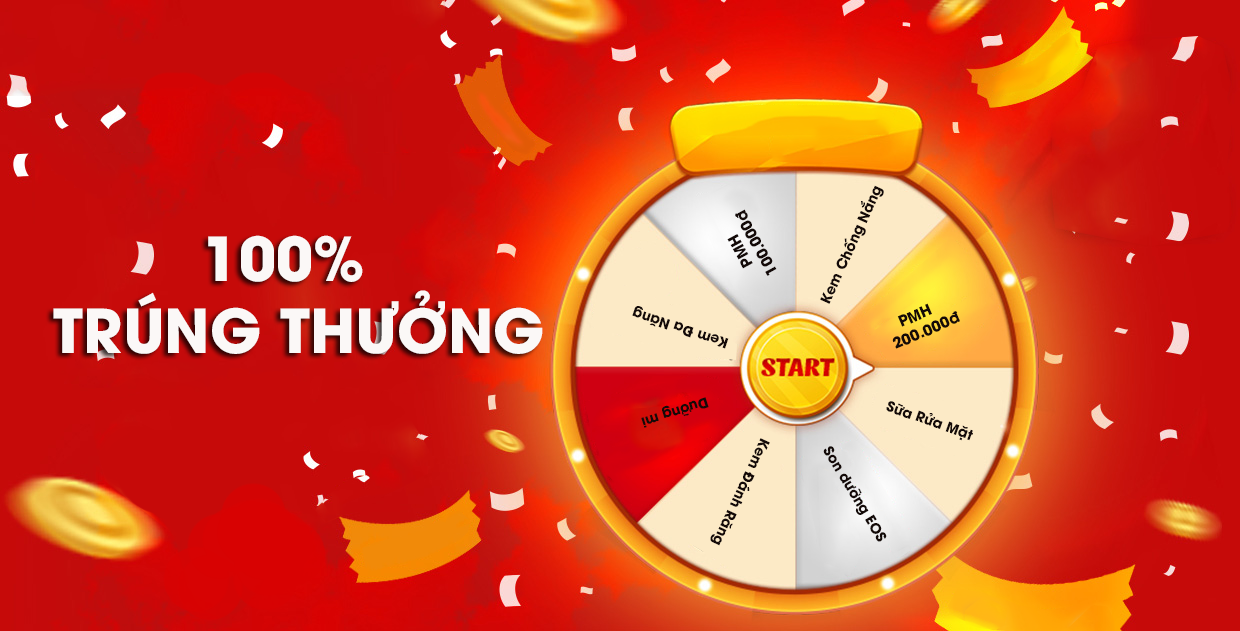 100%
TRÚNG THƯỞNG
PMH
100.000đ
Kem Chống Nắng
PMH
200.000đ
Sữa Rửa Mặt
Son dưỡng EOS
Kem Đánh Răng
Dưỡng mi
Kem Đa Năng
START